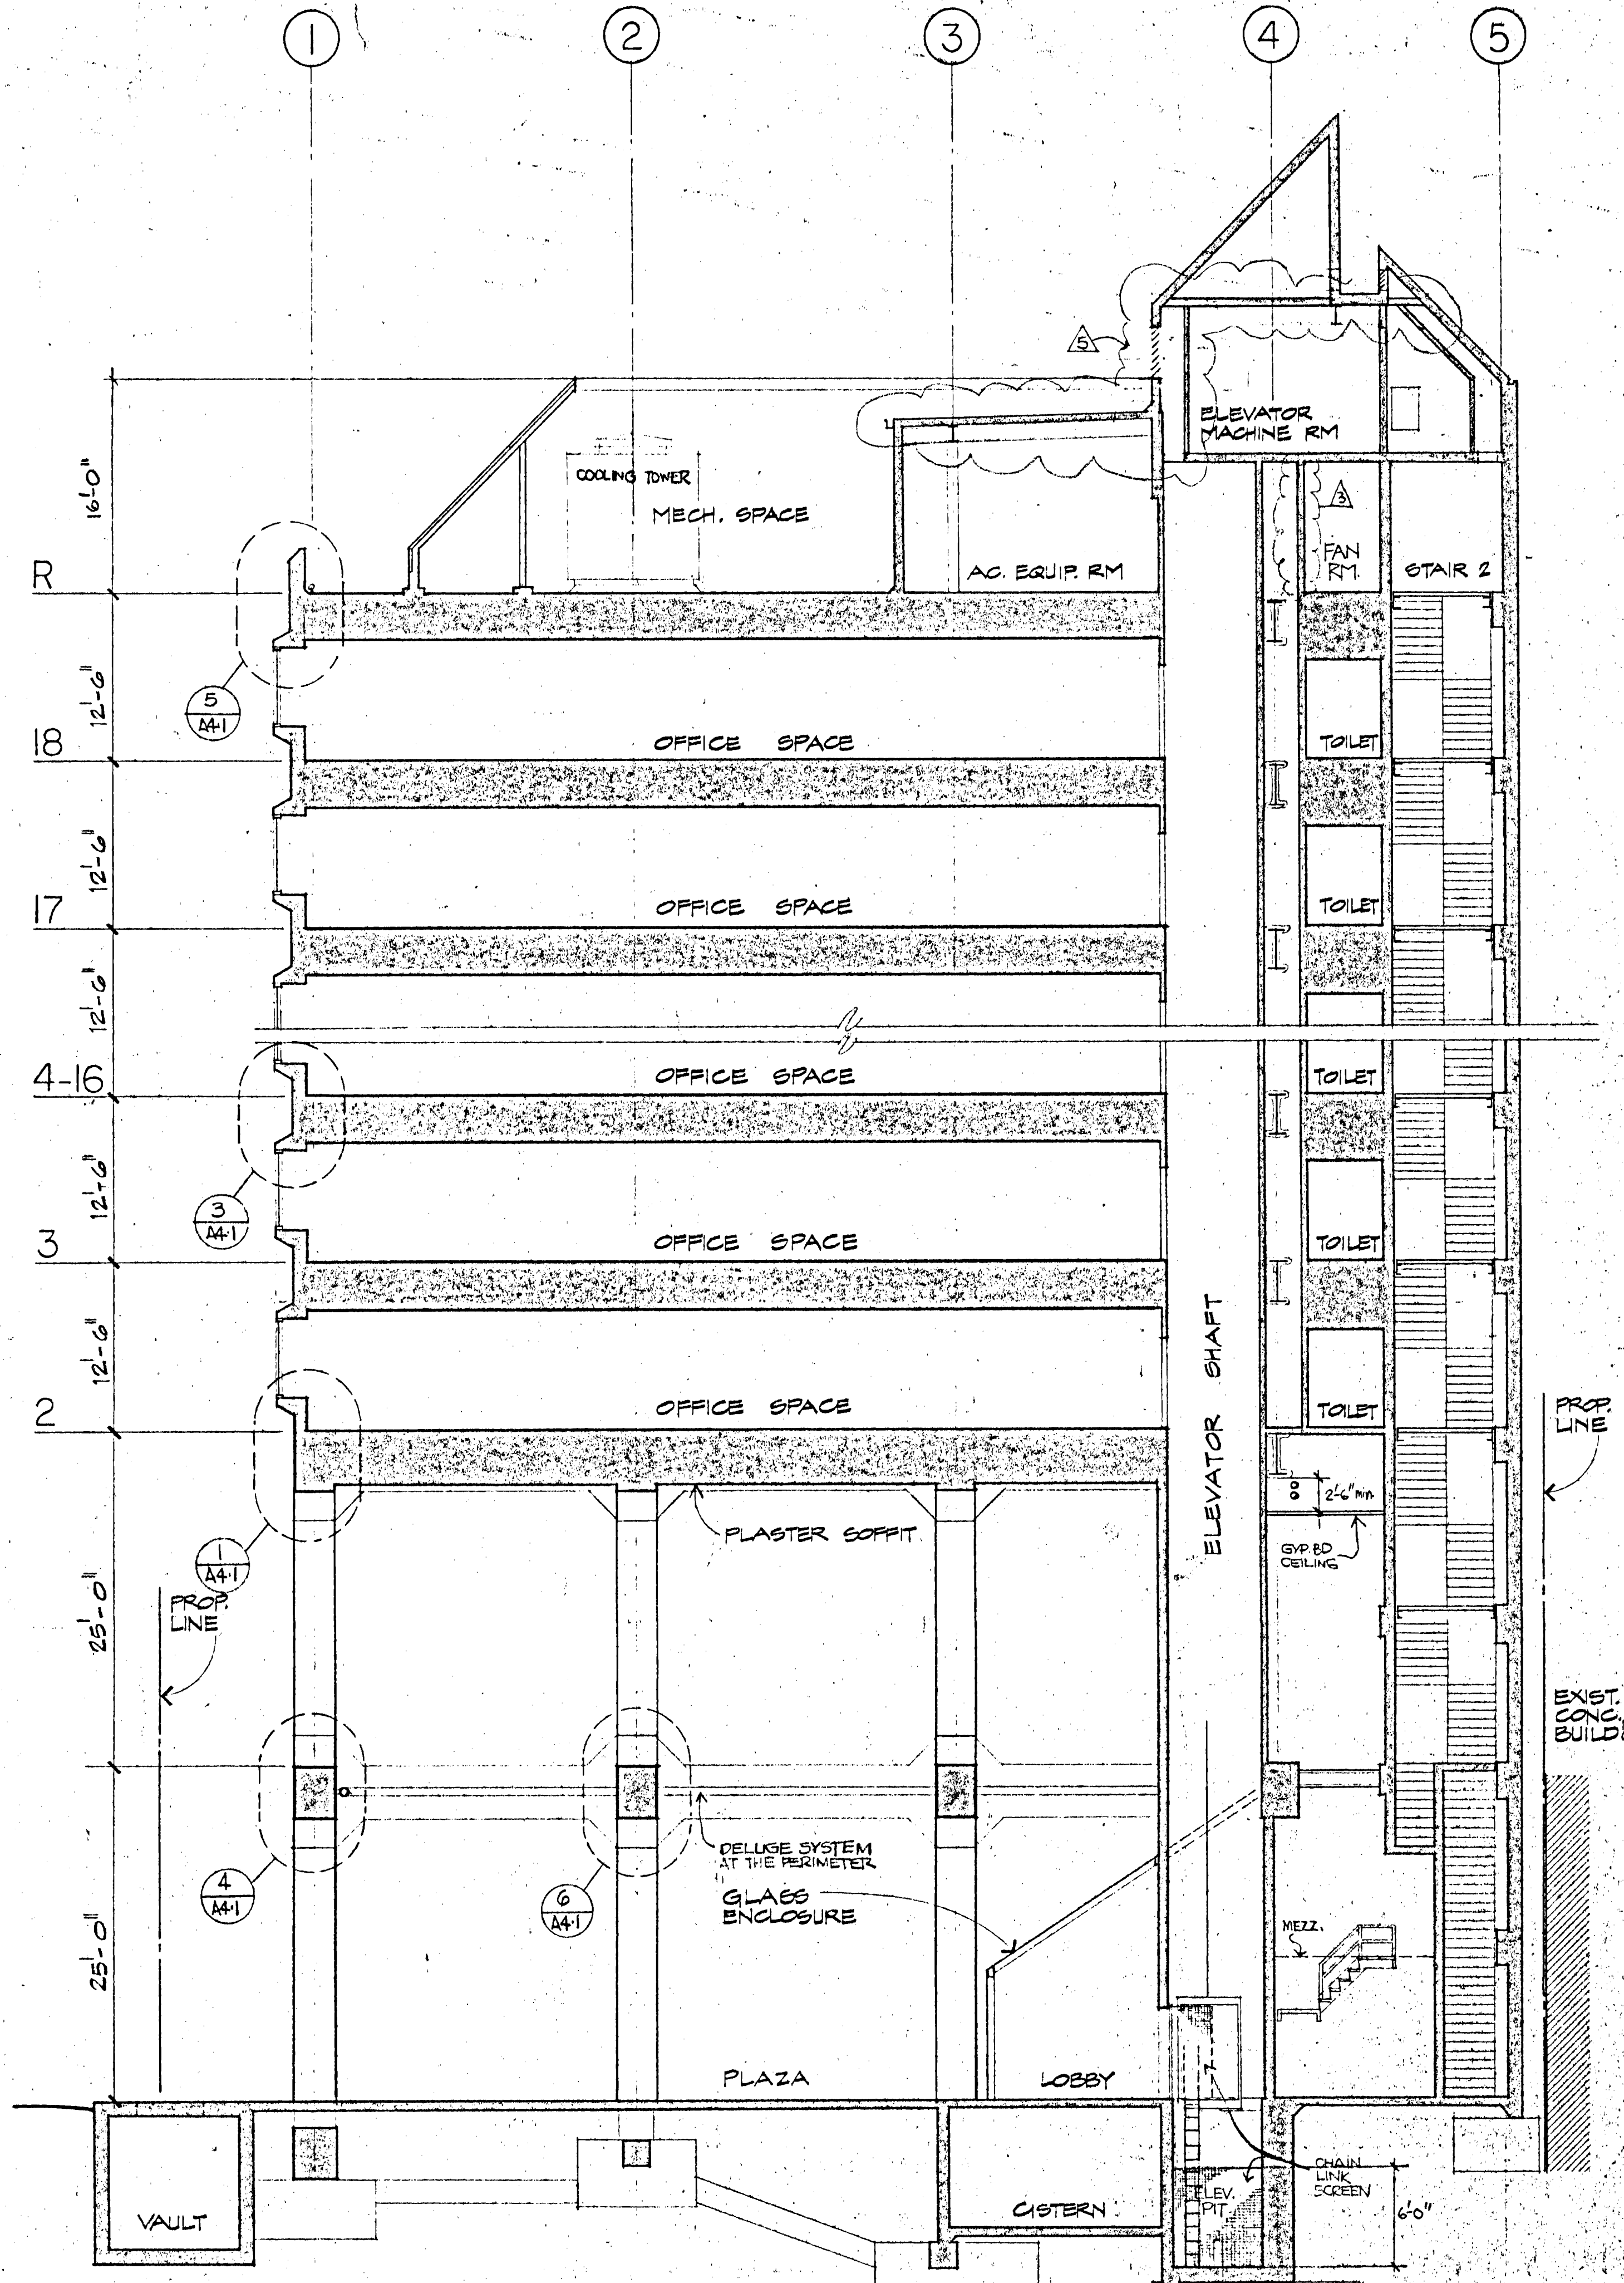 1
2
3
4
5
5
ELEVATOR
MACHINE RM
16'-0"
COOLING TOWER
MECH. SPACE
3
FAN
RM.
STAIR 2
AC. EQUIP. RM
R
12'-6"
5
A4·1
18
OFFICE SPACE
TOILET
12'-6"
17
OFFICE SPACE
TOILET
12'-6"
4-16
OFFICE SPACE
TOILET
12'-6"
3
A4·1
3
OFFICE SPACE
TOILET
12'-6"
ELEVATOR SHAFT
2
OFFICE SPACE
TOILET
PROP.
LINE
2'-6" min.
PLASTER SOFFIT
GYP. BD
CEILING
1
A4·1
25'-0"
PROP.
LINE
EXIST.
CONC.
BUILD
DELUGE SYSTEM
AT THE PERIMETER
4
A4·1
6
A4·1
GLASS
ENCLOSURE
MEZZ.
25'-0"
PLAZA
LOBBY
CHAIN
LINK
SCREEN
VAULT
CISTERN
ELEV.
PIT
6'-0"